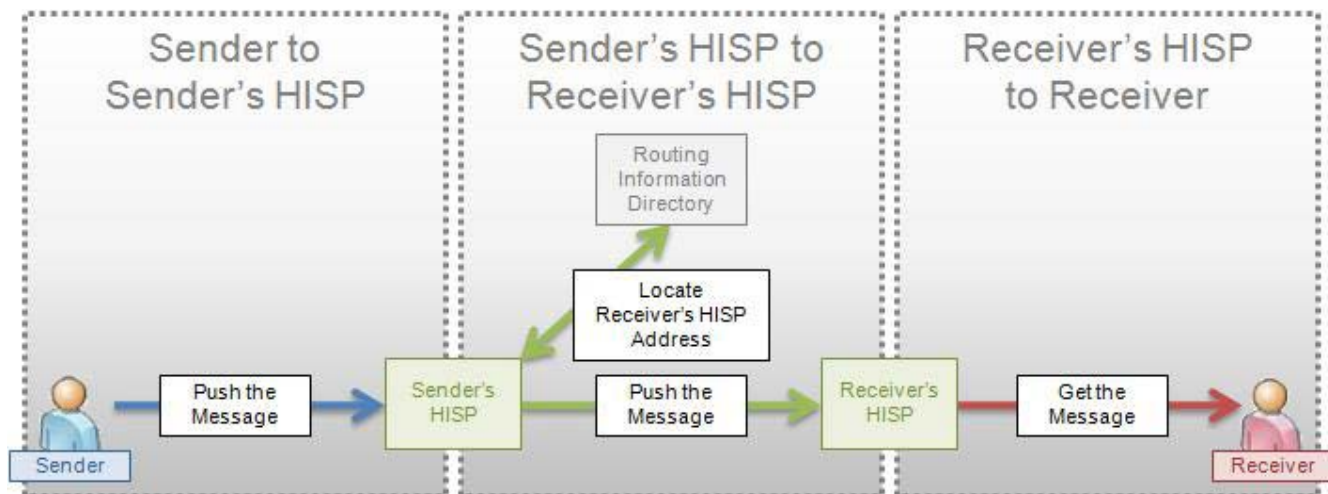 Sender to
Sender's HISP
Sender's HISP to
Receiver's HISP
Receiver's HISP
to Receiver
Routing
Information
Directory
Locate
Receiver's HISP
Address
Push the
Message
Sender's
HISP
Push the
Message
Receiver's
HISP
Get the
Message
Sender
Receiver